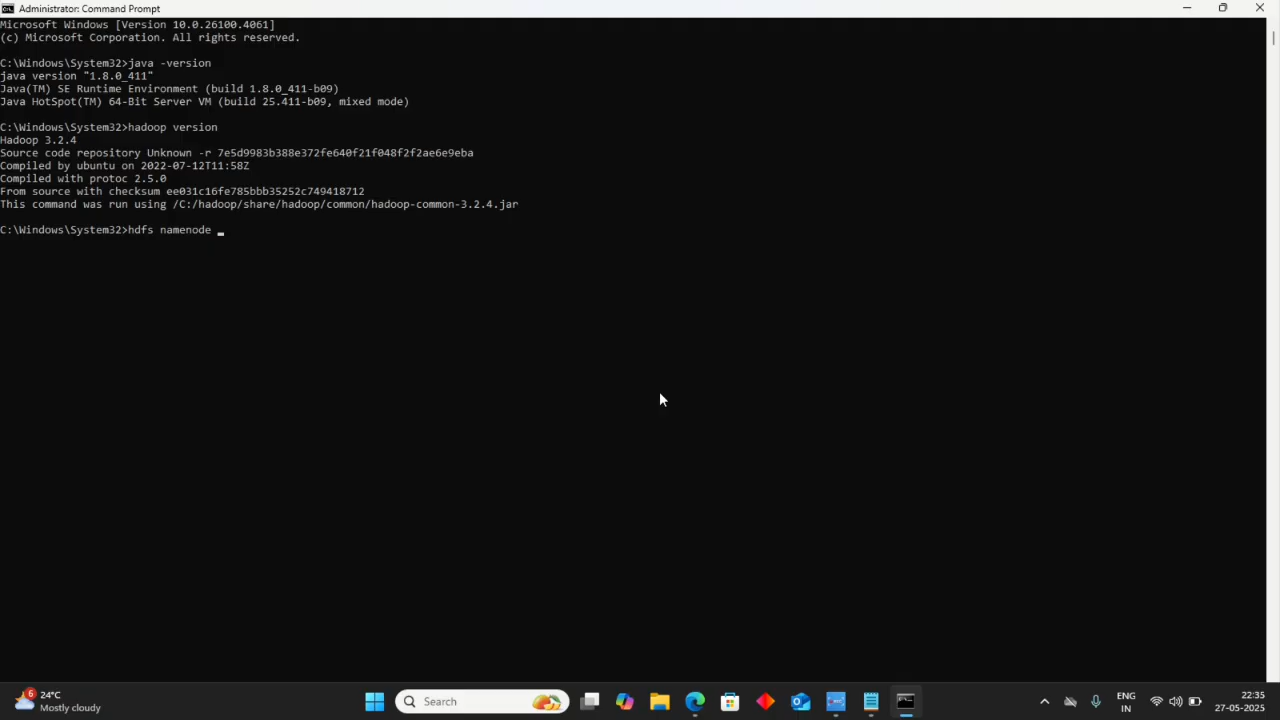 Administrator: Command Prompt
Microsoft Windows [Version 10.0.26100.4061]
(c) Microsoft Corporation. All rights reserved.
C:\Windows\System32>java -version
java version "1.8.0_411"
Java(TM) SE Runtime Environment (build 1.8.0_411-b09)
Java HotSpot(TM) 64-Bit Server VM (build 25.411-b09, mixed mode)
C:\Windows\System32>hadoop version
Hadoop 3.2.4
Source code repository Unknown -r 7e5d9983b388e372fe640f21f048f2f2ae6e9eba
Compiled by ubuntu on 2022-07-12T11:58Z
Compiled with protoc 2.5.0
From source with checksum ee031c16fe785bbb35252c749418712
This command was run using /C:/hadoop/share/hadoop/common/hadoop-common-3.2.4.jar
C:\Windows\System32>hdfs namenode _
6
24°C
Mostly cloudy
Search
ENG
IN
22:35
27-05-2025